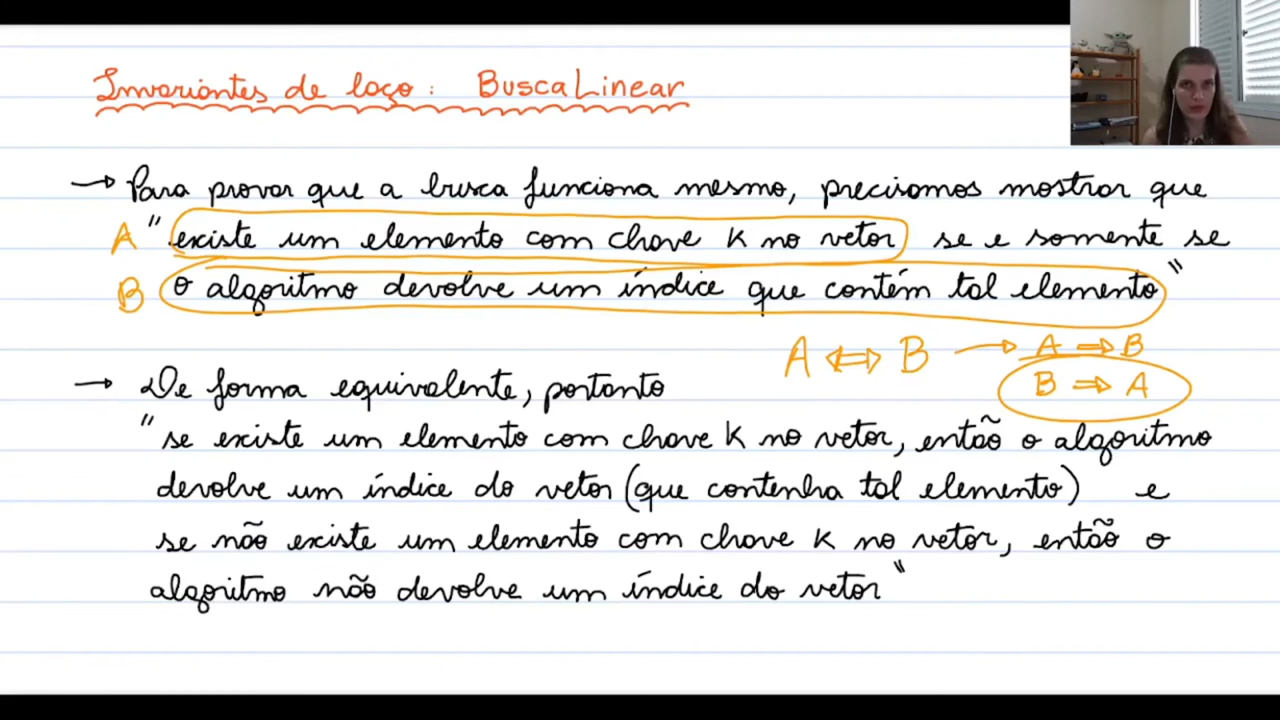 Invariantes de laço: BuscaLinear
→ Para provar que a busca funciona mesmo, precisamos mostrar que
A "existe um elemento com chave k no vetor se e somente se
B o algoritmo devolve um índice que contém tal elemento"
A ⇔ B → A ⇒ B
B ⇒ A
→ De forma equivalente, portanto
"se existe um elemento com chave k no vetor, então o algoritmo
devolve um índice do vetor (que contenha tal elemento) e
se não existe um elemento com chave k no vetor, então o
algoritmo não devolve um índice do vetor"